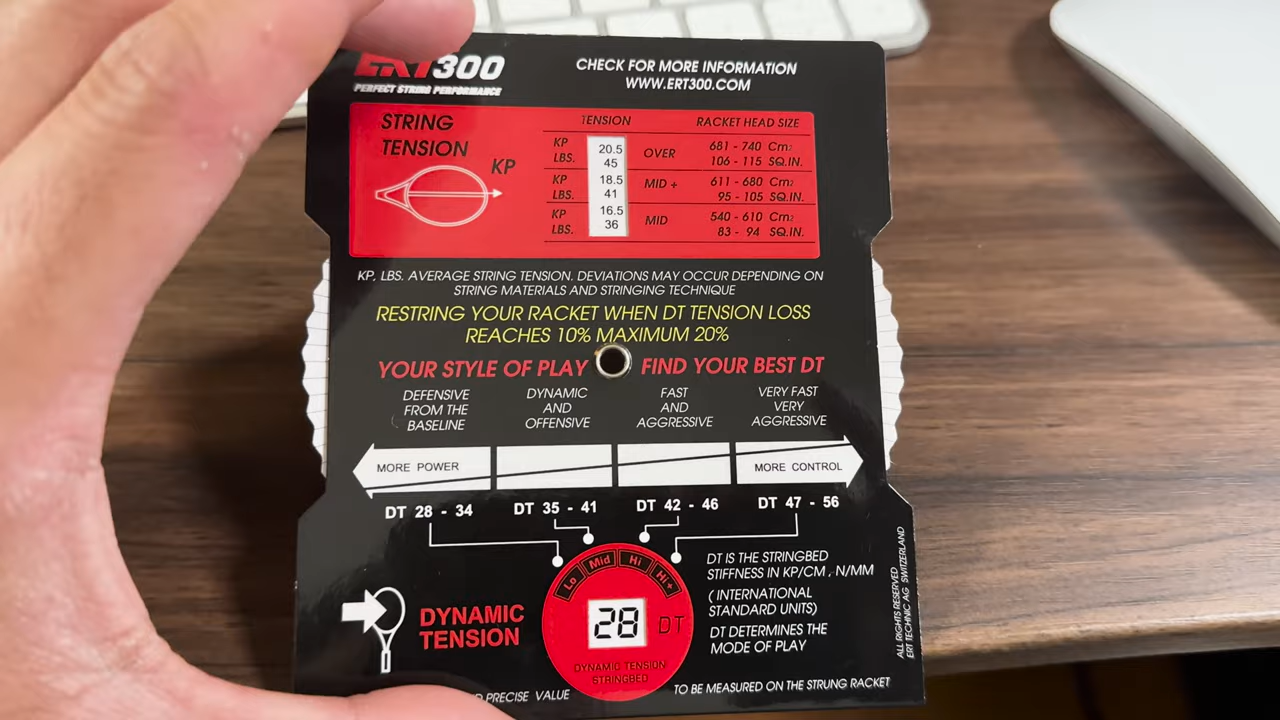 ERT300
PERFECT STRING PERFORMANCE
CHECK FOR MORE INFORMATION
WWW.ERT300.COM
STRING
TENSION
KP
TENSION RACKET HEAD SIZE
KP 20.5 OVER 681 - 740 Cm2
LBS. 45 106 - 115 SQ.IN.
KP 18.5 MID + 611 - 680 Cm2
LBS. 41 95 - 105 SQ.IN.
KP 16.5 MID 540 - 610 Cm2
LBS. 36 83 - 94 SQ.IN.
KP, LBS. AVERAGE STRING TENSION. DEVIATIONS MAY OCCUR DEPENDING ON
STRING MATERIALS AND STRINGING TECHNIQUE
RESTRING YOUR RACKET WHEN DT TENSION LOSS
REACHES 10% MAXIMUM 20%
YOUR STYLE OF PLAY FIND YOUR BEST DT
DEFENSIVE
FROM THE
BASELINE
DYNAMIC
AND
OFFENSIVE
FAST
AND
AGGRESSIVE
VERY FAST
VERY
AGGRESSIVE
MORE POWER MORE CONTROL
DT 28 - 34 DT 35 - 41 DT 42 - 46 DT 47 - 56
Lo Mid Hi Hi+
DYNAMIC
TENSION
28 DT
DYNAMIC TENSION
STRINGBED
DT IS THE STRINGBED
STIFFNESS IN KP/CM , N/MM
( INTERNATIONAL
STANDARD UNITS)
DT DETERMINES THE
MODE OF PLAY
PRECISE VALUE TO BE MEASURED ON THE STRUNG RACKET
ALL RIGHTS RESERVED
ERT TECHNIC AG SWITZERLAND